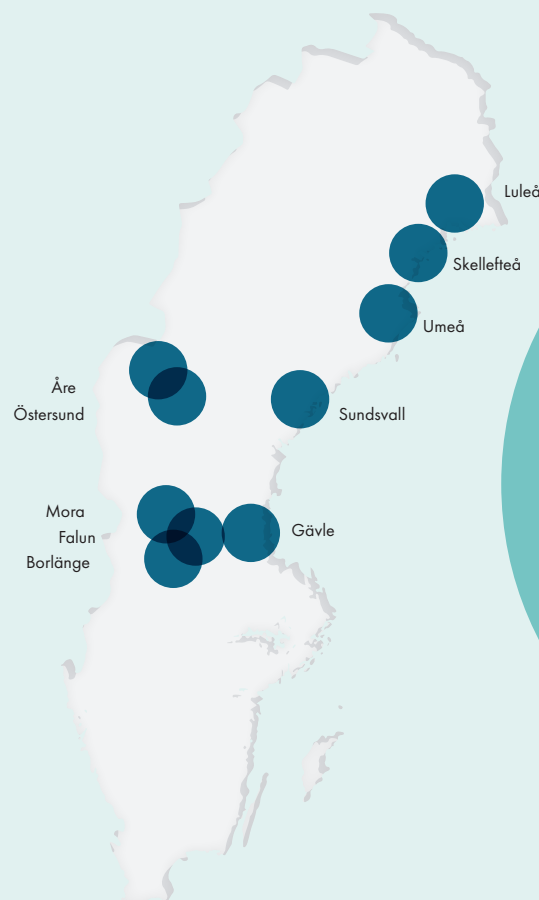 Luleå
Skellefteå
Umeå
Åre
Östersund
Sundsvall
Mora
Falun
Borlänge
Gävle